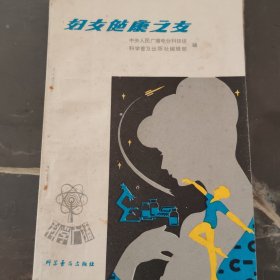 妇女健康之友
中央人民广播电台科技组
科学普及出版社编辑部
编
科学普及出版社